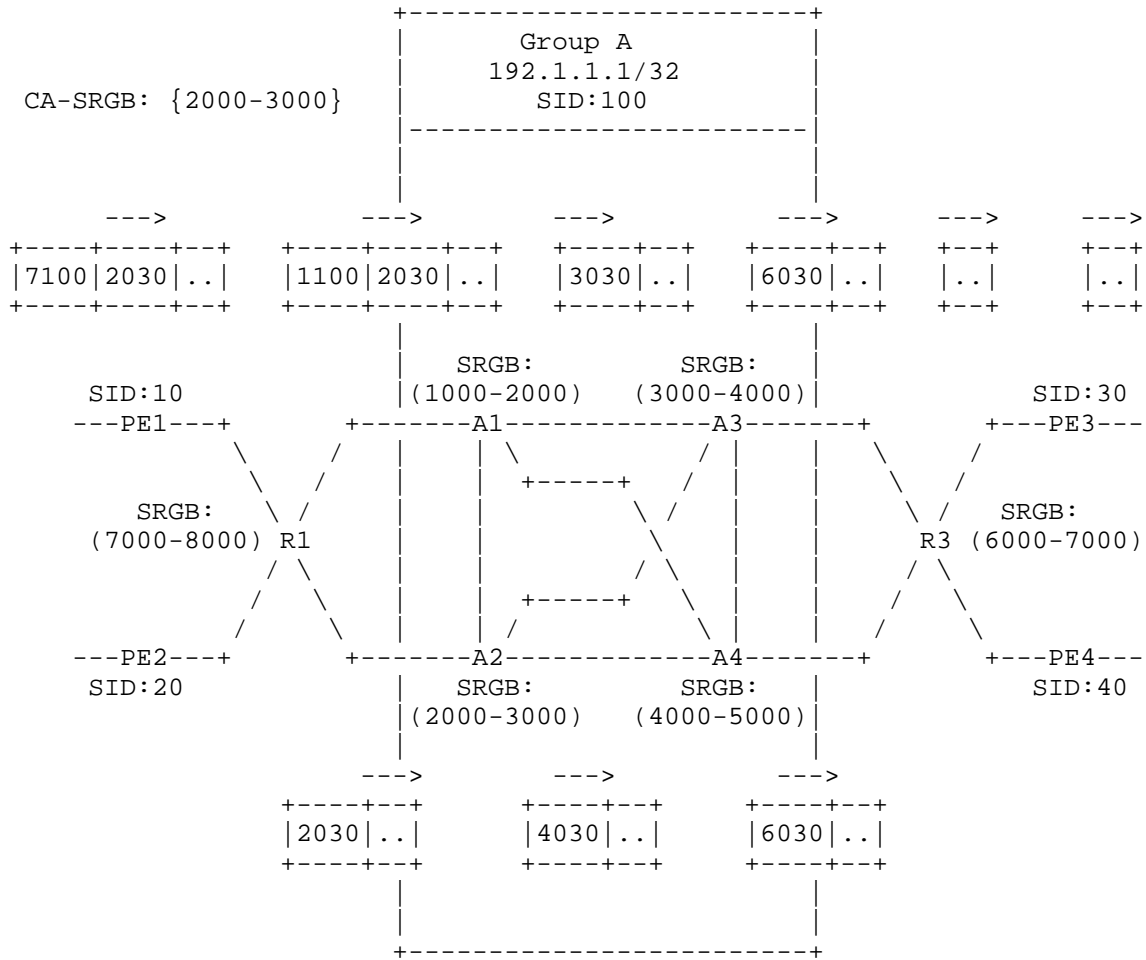 Group A
192.1.1.1/32
CA-SRGB: {2000-3000} SID:100
---> ---> ---> ---> ---> --->
|7100|2030|..| |1100|2030|..| |3030|..| |6030|..| |..| |..|
SRGB: SRGB:
SID:10 (1000-2000) (3000-4000) SID:30
---PE1---+ +-------A1--------------A3-------+ +---PE3---
SRGB: SRGB:
(7000-8000) R1 R3 (6000-7000)
---PE2---+ +-------A2--------------A4-------+ +---PE4---
SID:20 SRGB: SRGB: SID:40
(2000-3000) (4000-5000)
---> ---> --->
|2030|..| |4030|..| |6030|..|